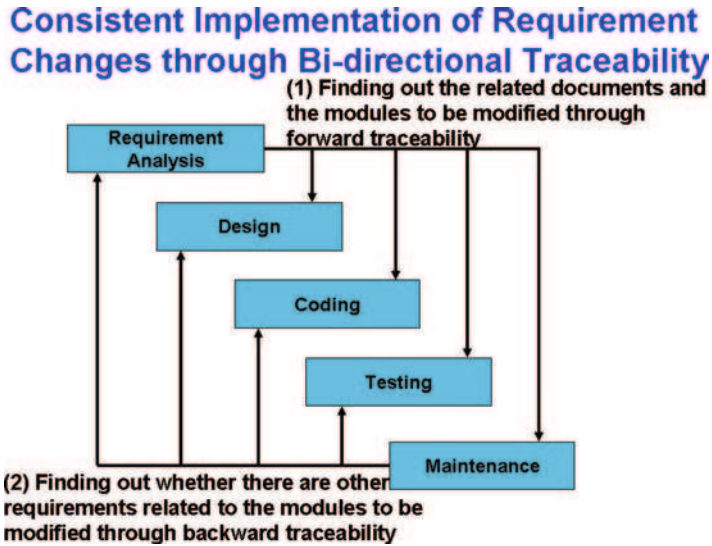 Consistent Implementation of Requirement
Changes through Bi-directional Traceability
(1) Finding out the related documents and
the modules to be modified through
forward traceability
Requirement
Analysis
Design
Coding
Testing
Maintenance
(2) Finding out whether there are other
requirements related to the modules to be
modified through backward traceability